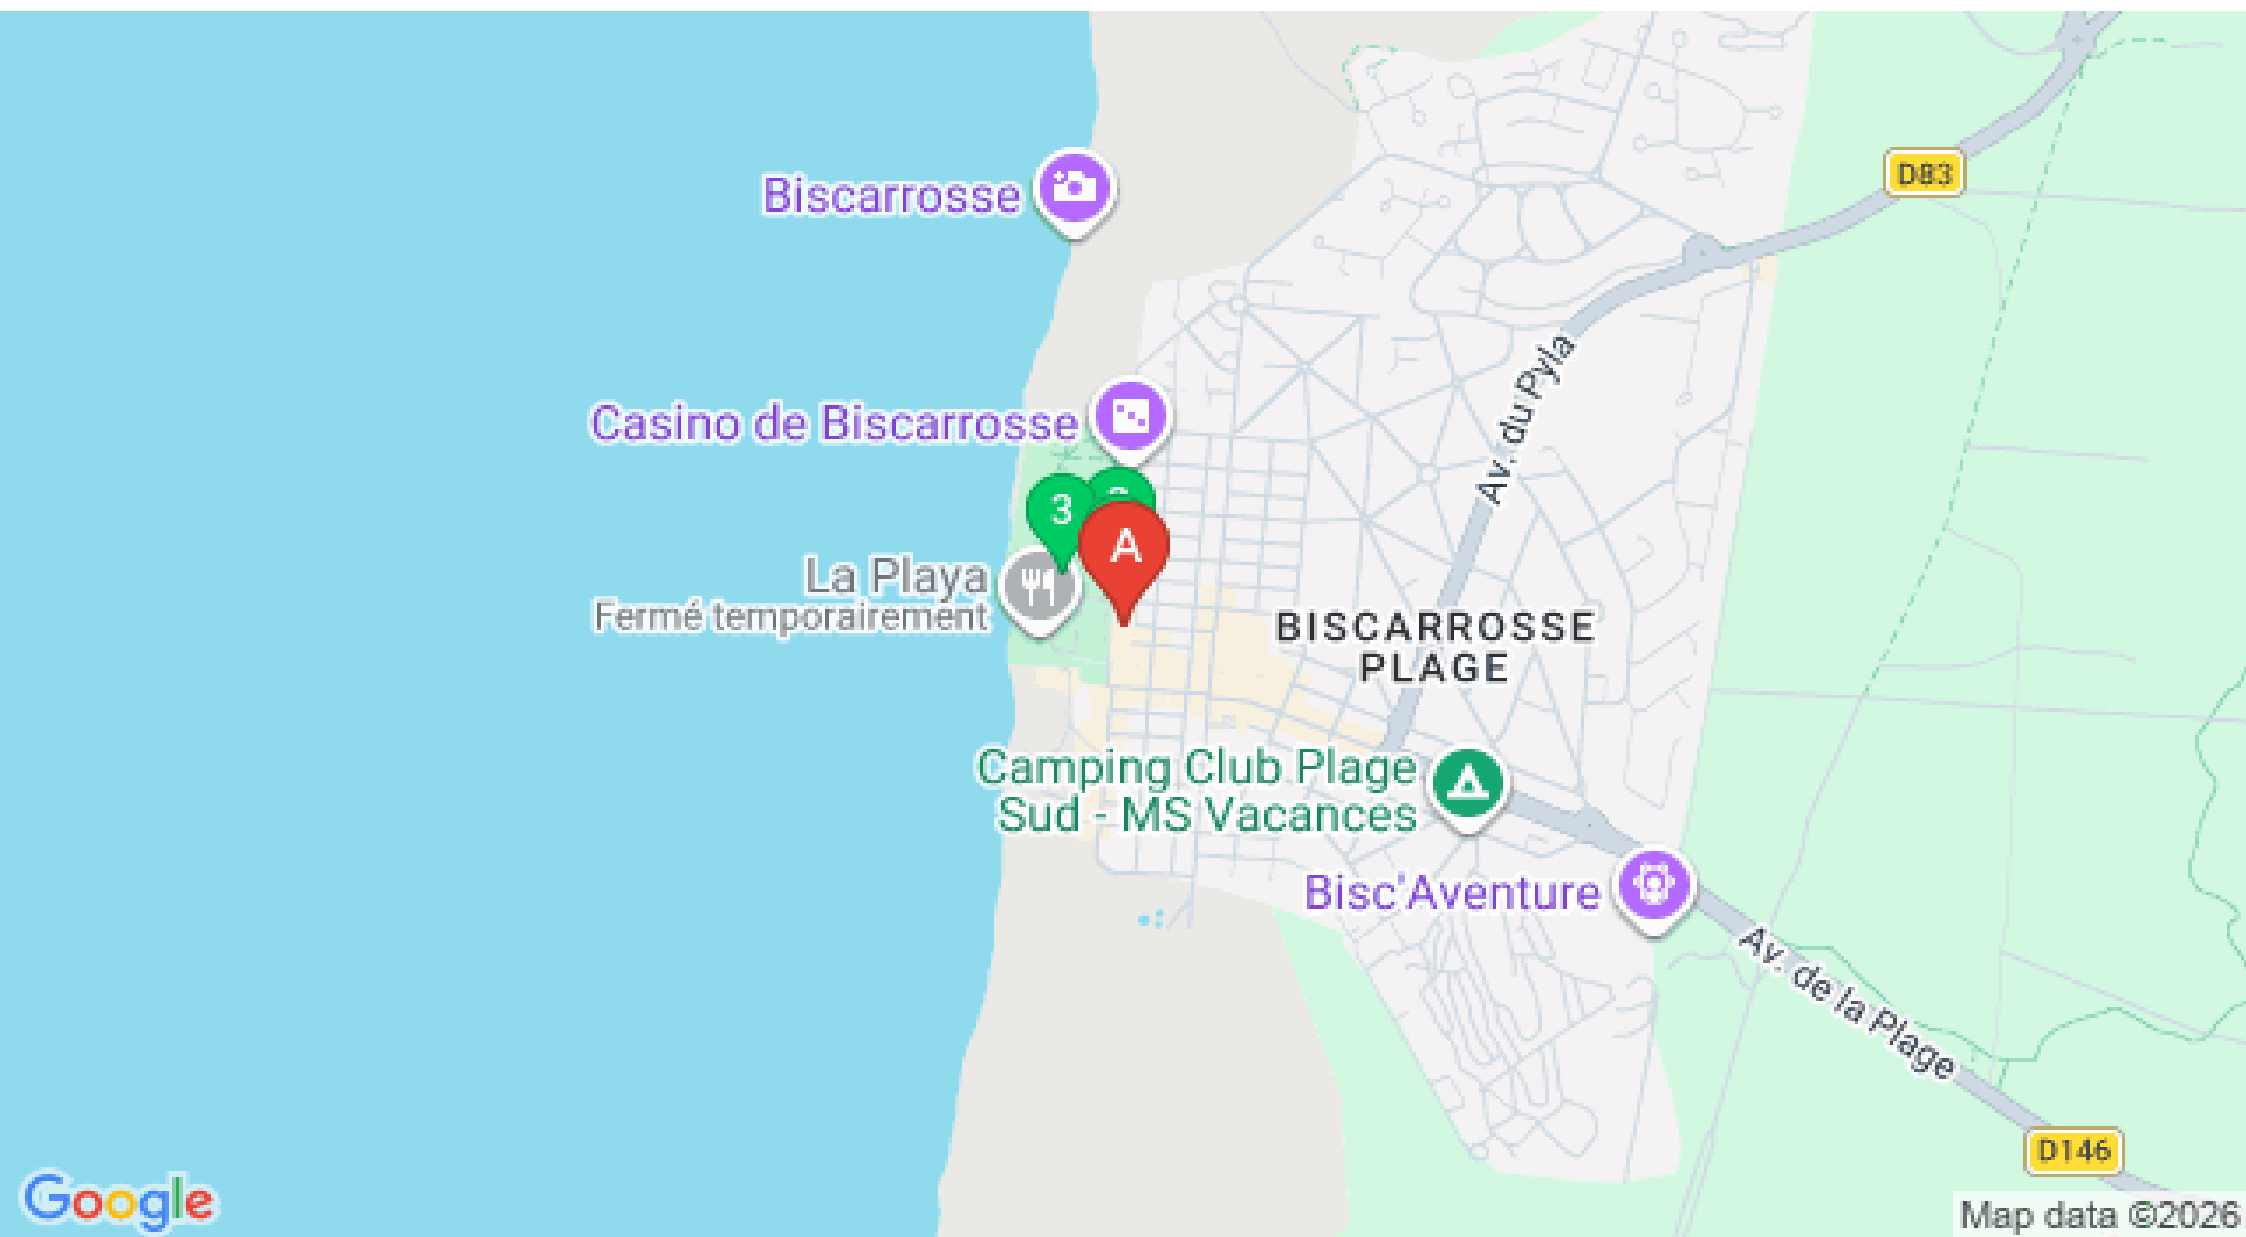 D83
Biscarrosse
Av. du Pyla
Casino de Biscarrosse
3
A
La Playa
Fermé temporairement
BISCARROSSE
PLAGE
Camping Club Plage
Sud - MS Vacances
Bisc'Aventure
Av. de la Plage
D146
Google
Map data ©2026